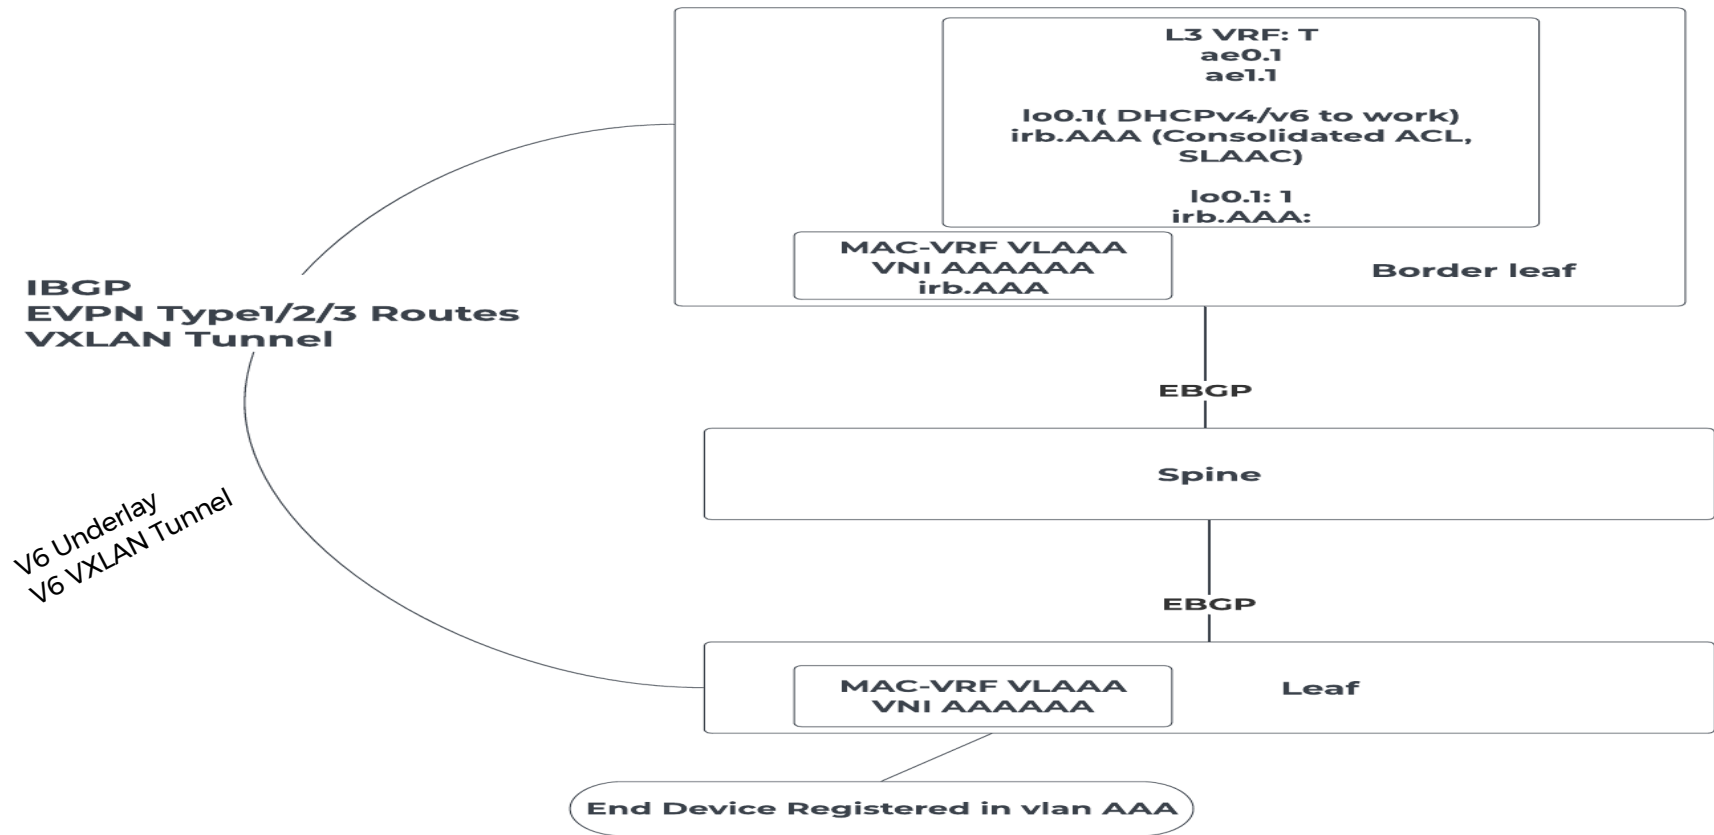 L3 VRF: T
ae0.1
ae1.1
lo0.1( DHCPv4/v6 to work)
irb.AAA (Consolidated ACL,
SLAAC)
lo0.1: 1
irb.AAA:
MAC-VRF VLAAA
VNI AAAAAA
irb.AAA
Border leaf
IBGP
EVPN Type1/2/3 Routes
VXLAN Tunnel
EBGP
Spine
V6 Underlay
V6 VXLAN Tunnel
EBGP
MAC-VRF VLAAA
VNI AAAAAA
Leaf
End Device Registered in vlan AAA